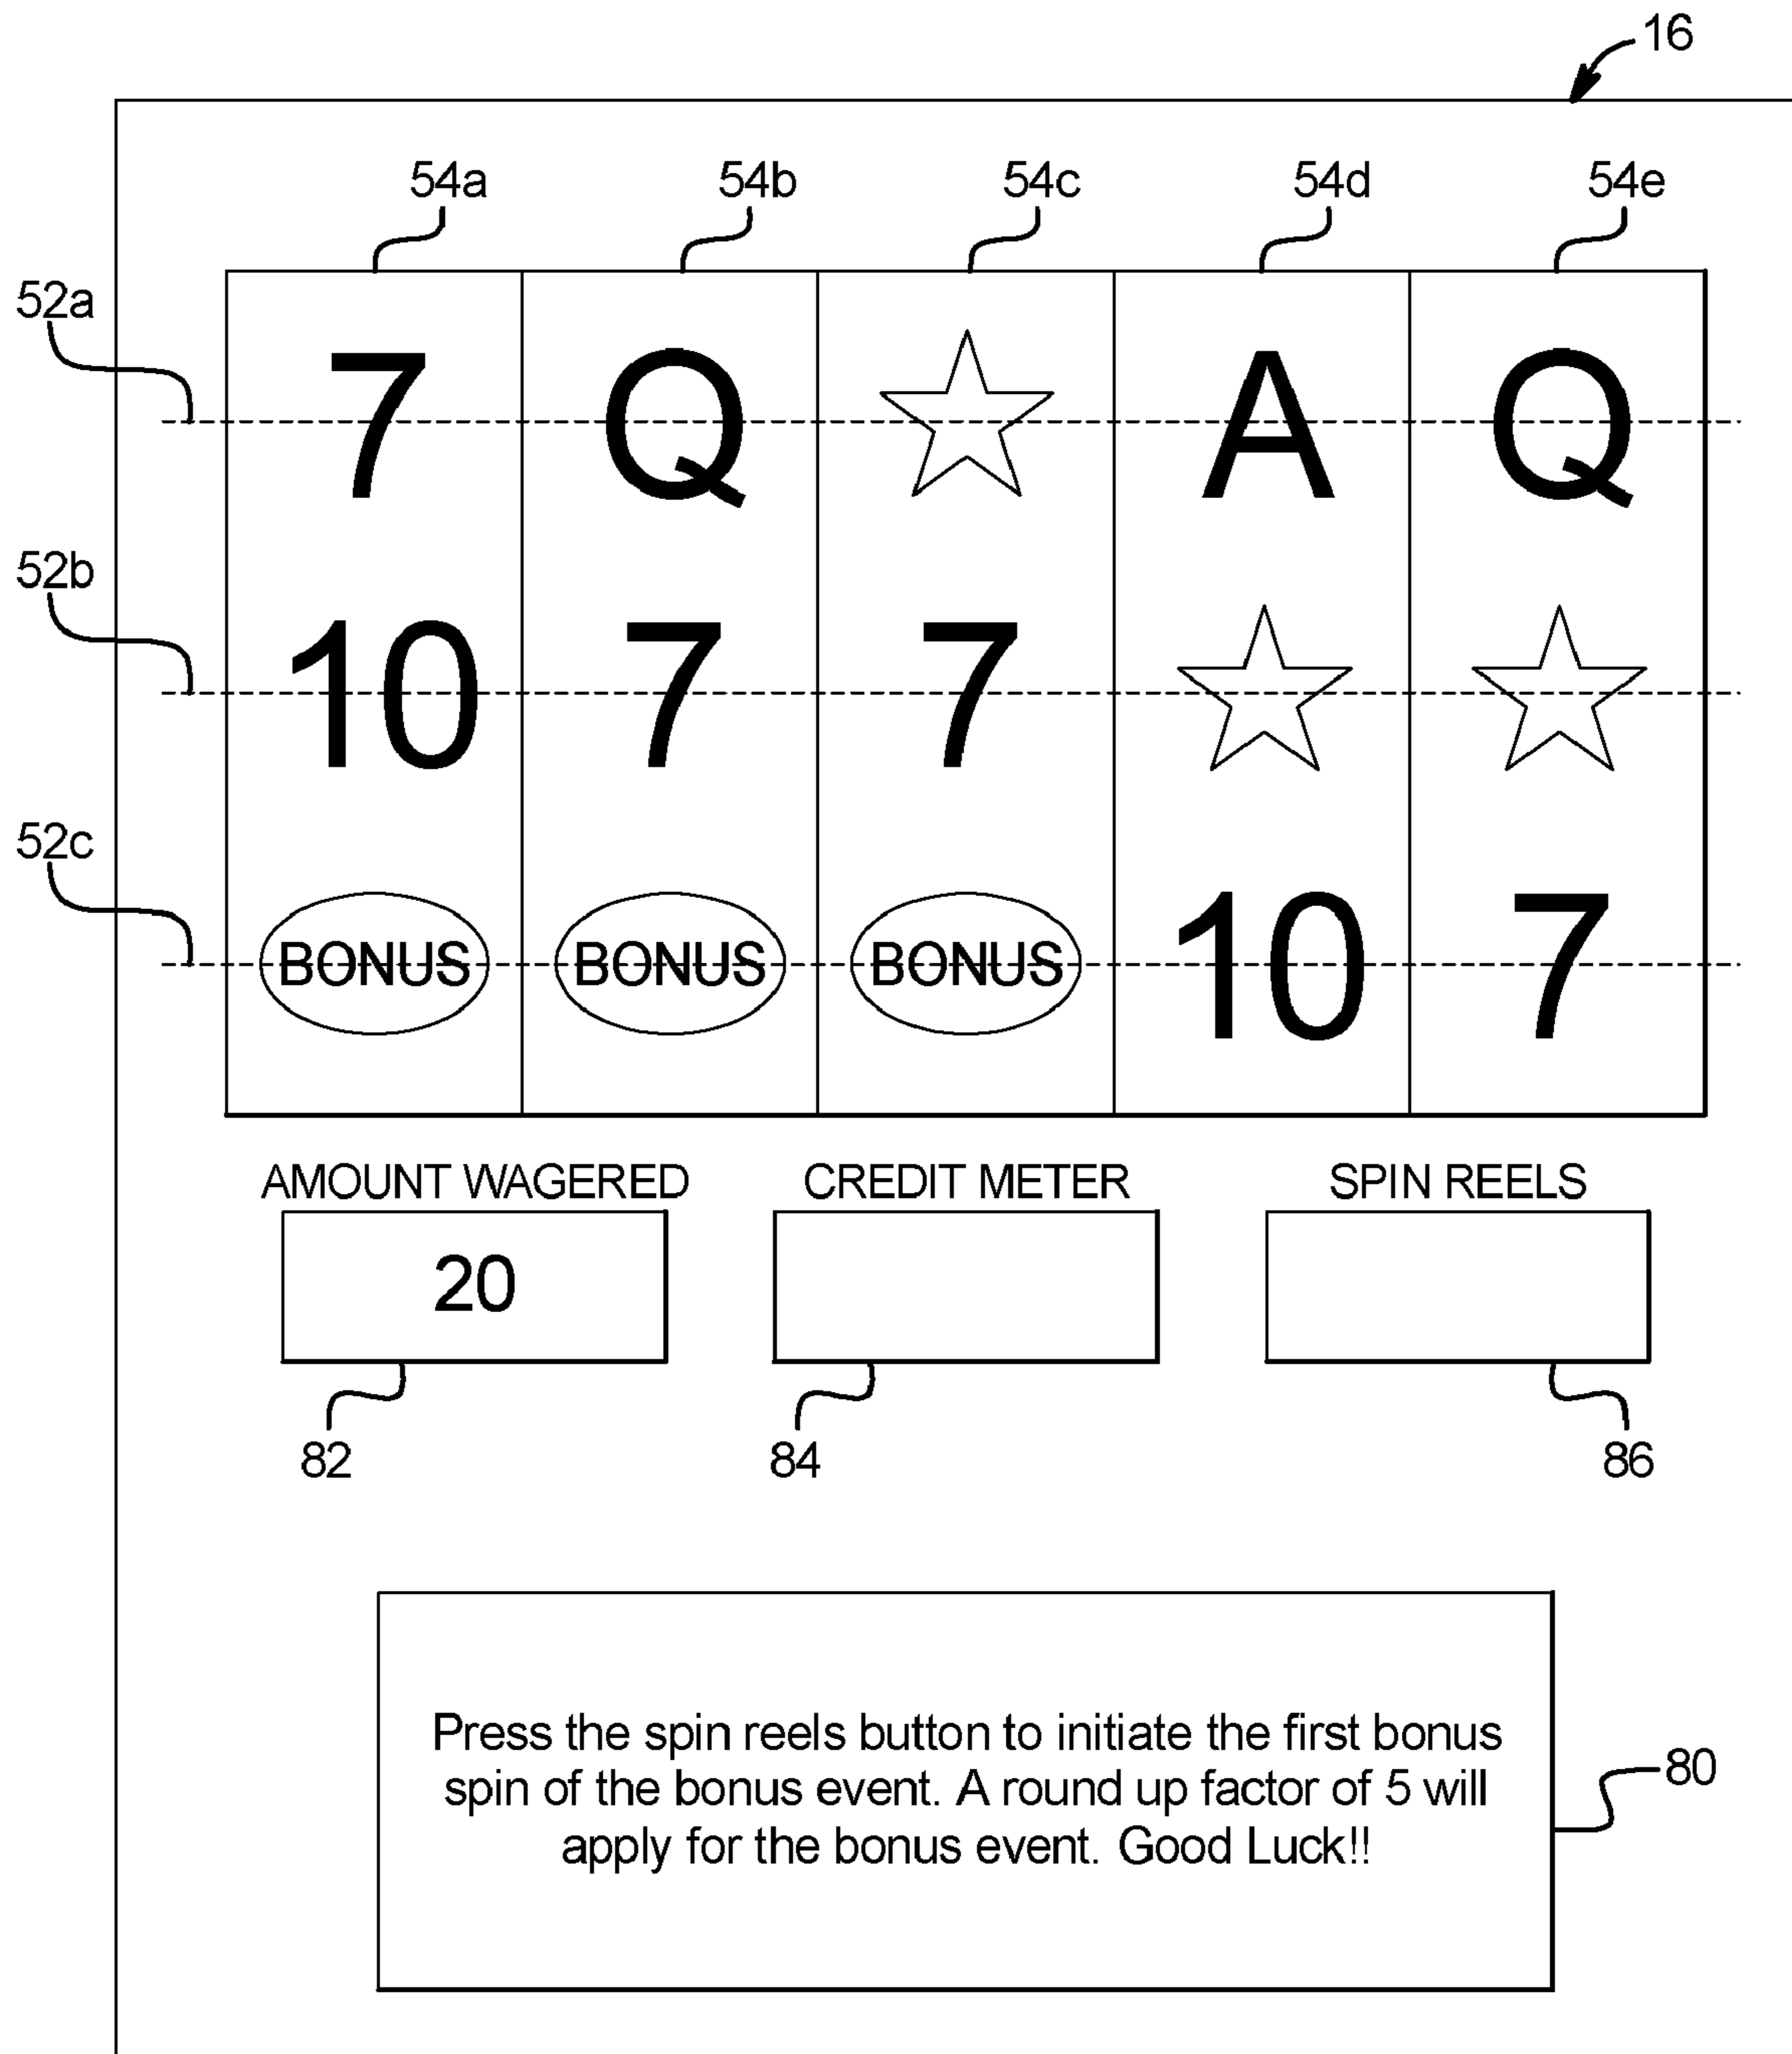 16
54a 54b 54c 54d 54e
52a
7 Q A Q
52b
10 7 7
52c
BONUS BONUS BONUS 10 7
AMOUNT WAGERED CREDIT METER SPIN REELS
20
82 84 86
Press the spin reels button to initiate the first bonus
spin of the bonus event. A round up factor of 5 will
apply for the bonus event. Good Luck!!
80